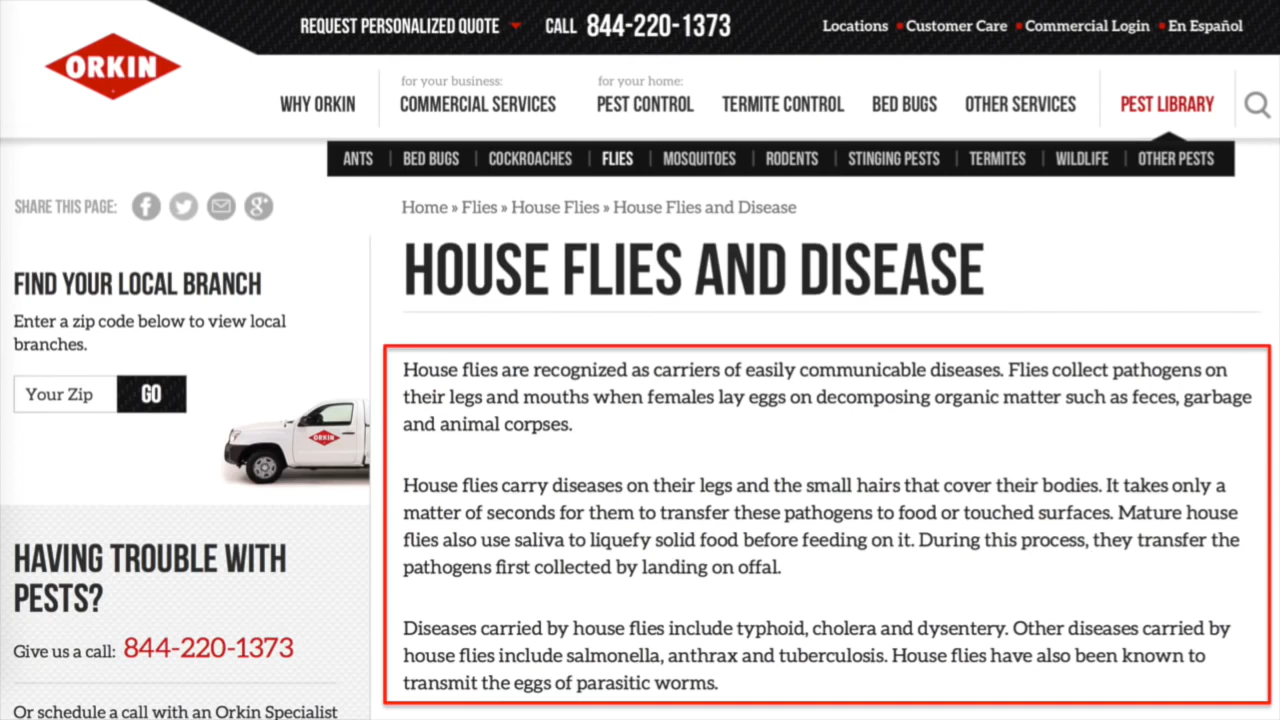 REQUEST PERSONALIZED QUOTE CALL 844-220-1373 Locations Customer Care Commercial Login En Español
ORKIN
for your business: for your home:
WHY ORKIN COMMERCIAL SERVICES PEST CONTROL TERMITE CONTROL BED BUGS OTHER SERVICES PEST LIBRARY
ANTS | BED BUGS | COCKROACHES | FLIES | MOSQUITOES | RODENTS | STINGING PESTS | TERMITES | WILDLIFE | OTHER PESTS
SHARE THIS PAGE:
FIND YOUR LOCAL BRANCH
Enter a zip code below to view local
branches.
Your Zip GO
ORKIN
HAVING TROUBLE WITH
PESTS?
Give us a call: 844-220-1373
Or schedule a call with an Orkin Specialist
Home » Flies » House Flies » House Flies and Disease
HOUSE FLIES AND DISEASE
House flies are recognized as carriers of easily communicable diseases. Flies collect pathogens on
their legs and mouths when females lay eggs on decomposing organic matter such as feces, garbage
and animal corpses.
House flies carry diseases on their legs and the small hairs that cover their bodies. It takes only a
matter of seconds for them to transfer these pathogens to food or touched surfaces. Mature house
flies also use saliva to liquefy solid food before feeding on it. During this process, they transfer the
pathogens first collected by landing on offal.
Diseases carried by house flies include typhoid, cholera and dysentery. Other diseases carried by
house flies include salmonella, anthrax and tuberculosis. House flies have also been known to
transmit the eggs of parasitic worms.